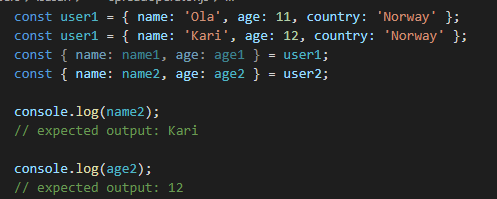 const user1 = { name: 'Ola', age: 11, country: 'Norway' };
const user1 = { name: 'Kari', age: 12, country: 'Norway' };
const { name: name1, age: age1 } = user1;
const { name: name2, age: age2 } = user2;

console.log(name2);
// expected output: Kari

console.log(age2);
// expected output: 12